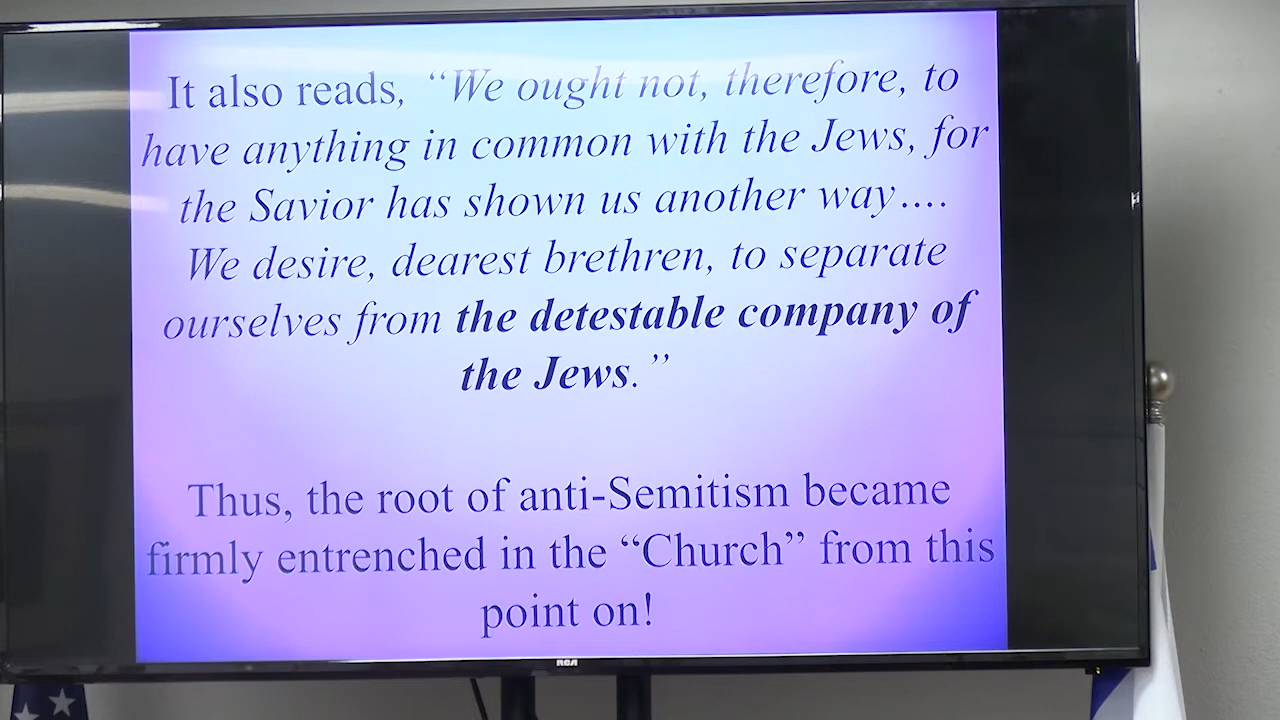 It also reads, “We ought not, therefore, to
have anything in common with the Jews, for
the Savior has shown us another way....
We desire, dearest brethren, to separate
ourselves from the detestable company of
the Jews.”
Thus, the root of anti-Semitism became
firmly entrenched in the “Church” from this
point on!
RCA